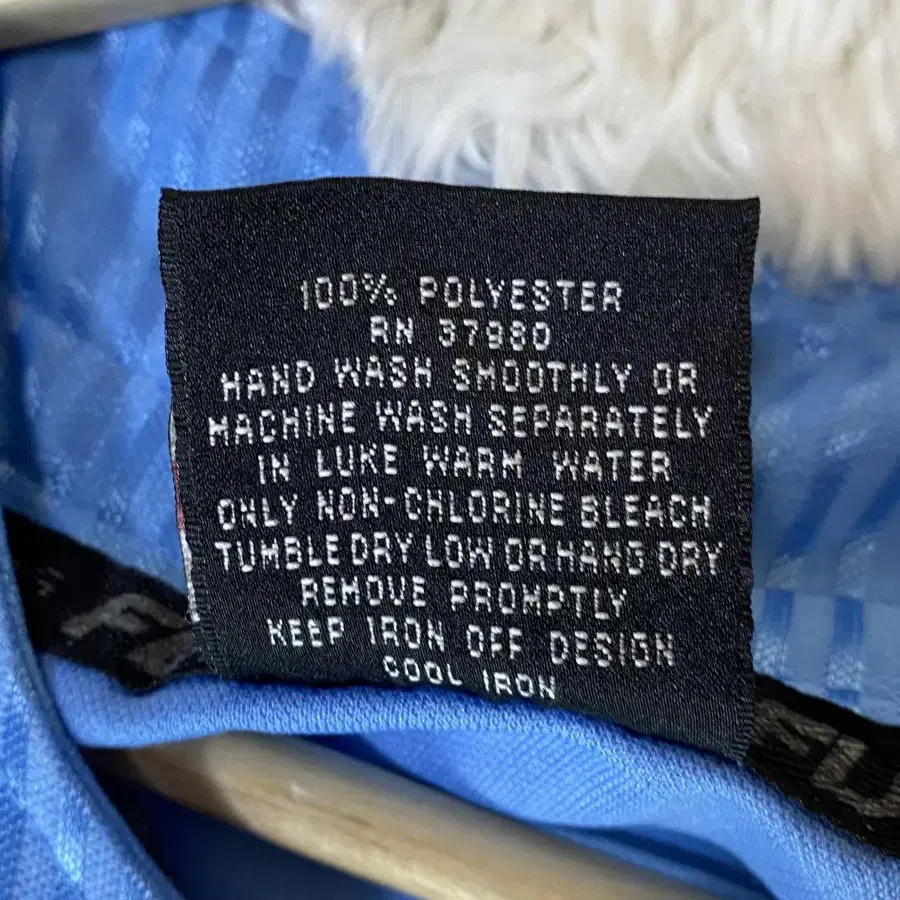 100% POLYESTER
RN 37980
HAND WASH SMOOTHLY OR
MACHINE WASH SEPARATELY
IN LUKE WARM WATER
ONLY NON-CHLORINE BLEACH
TUMBLE DRY LOW OR HANG DRY
REMOVE PROMPTLY
KEEP IRON OFF DESIGN
COOL IRON